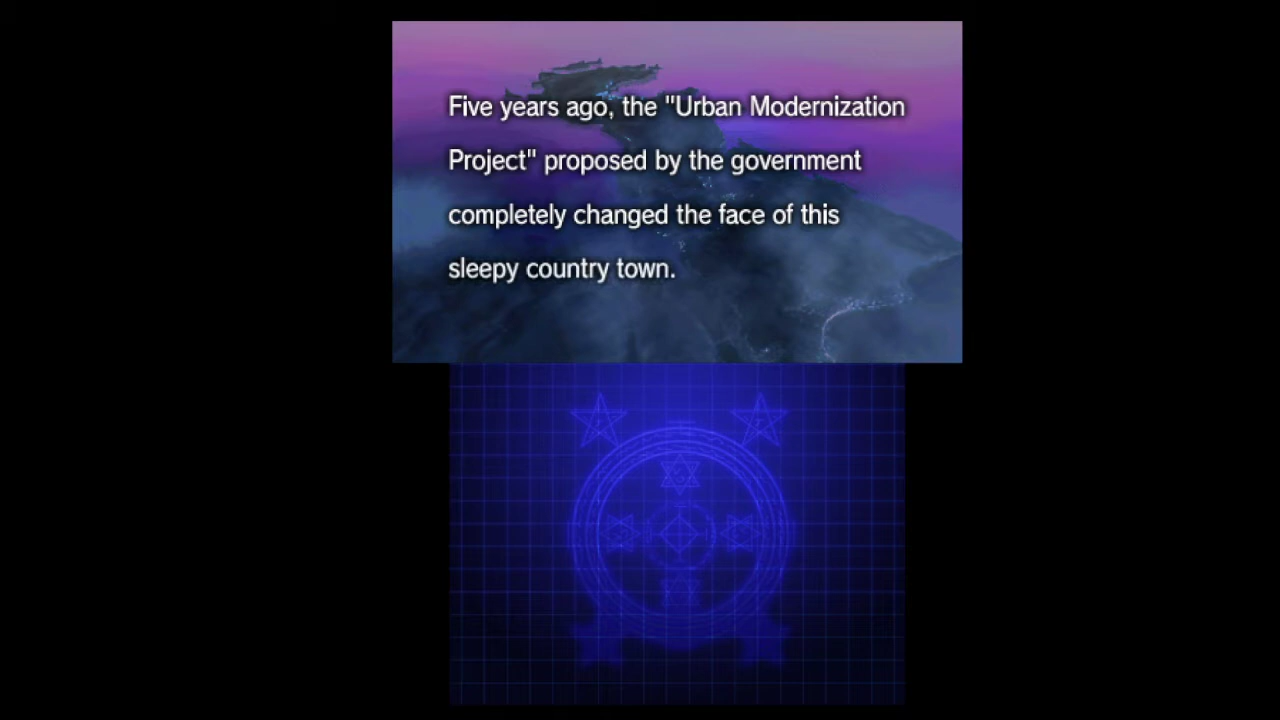 Five years ago, the "Urban Modernization
Project" proposed by the government
completely changed the face of this
sleepy country town.